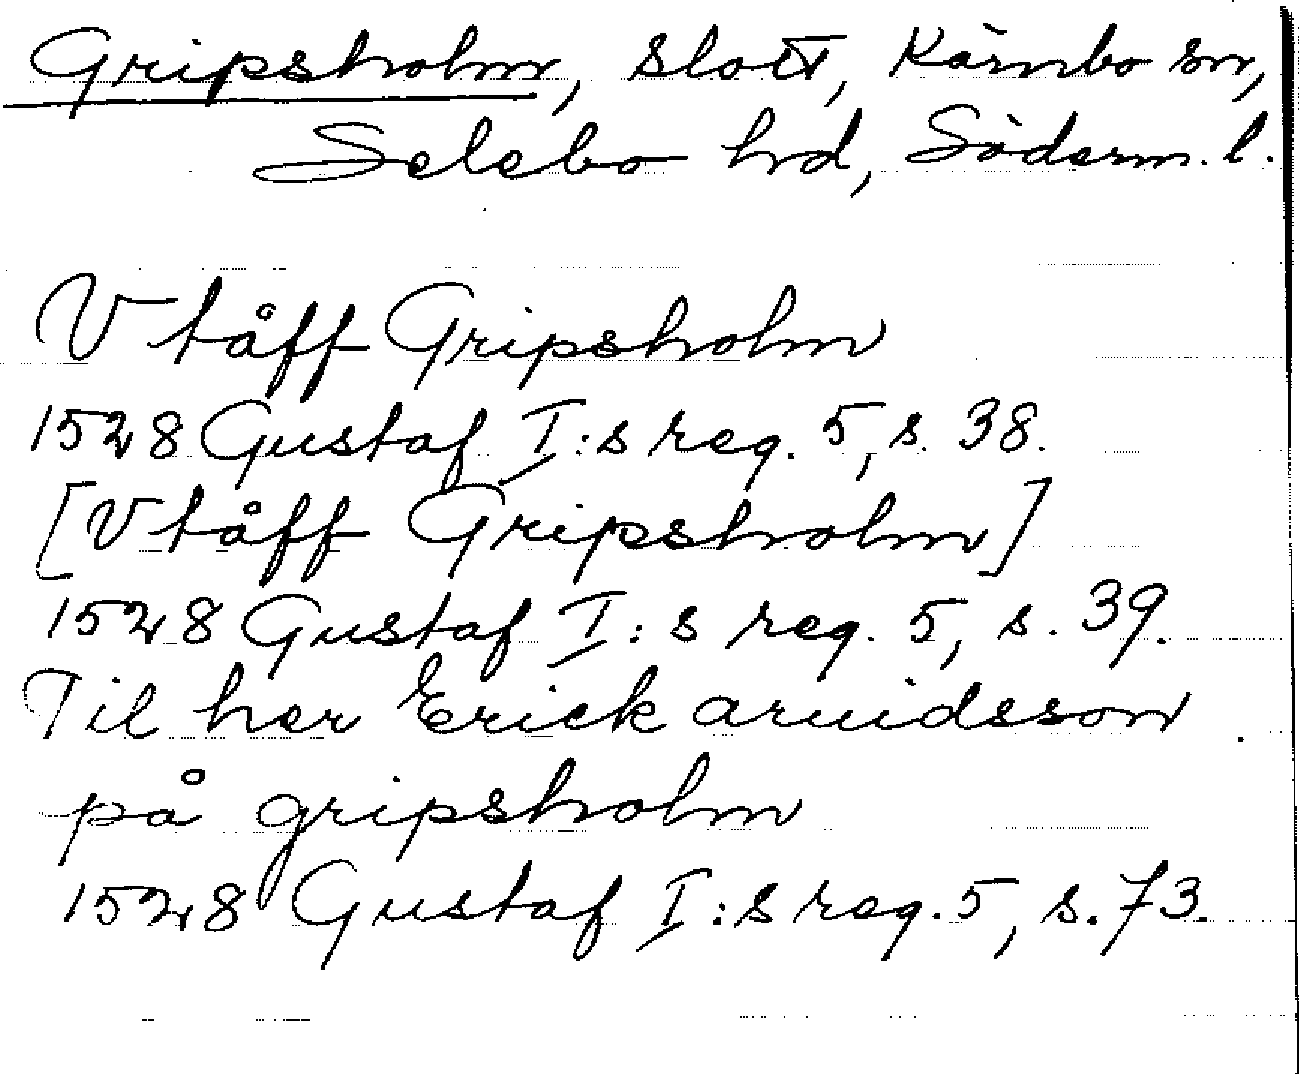 Gripsholm, slott, Kärnbo sn,
Selebo hd, Söderm. l.
Vtåff Gripsholm
1528 Gustaf I:s reg. 5, s. 38.
[Vtåff Gripsholm]
1528 Gustaf I:s reg. 5, s. 39.
Til her Erick aruidsson
på gripsholm
1528 Gustaf I:s reg. 5, s. 73.